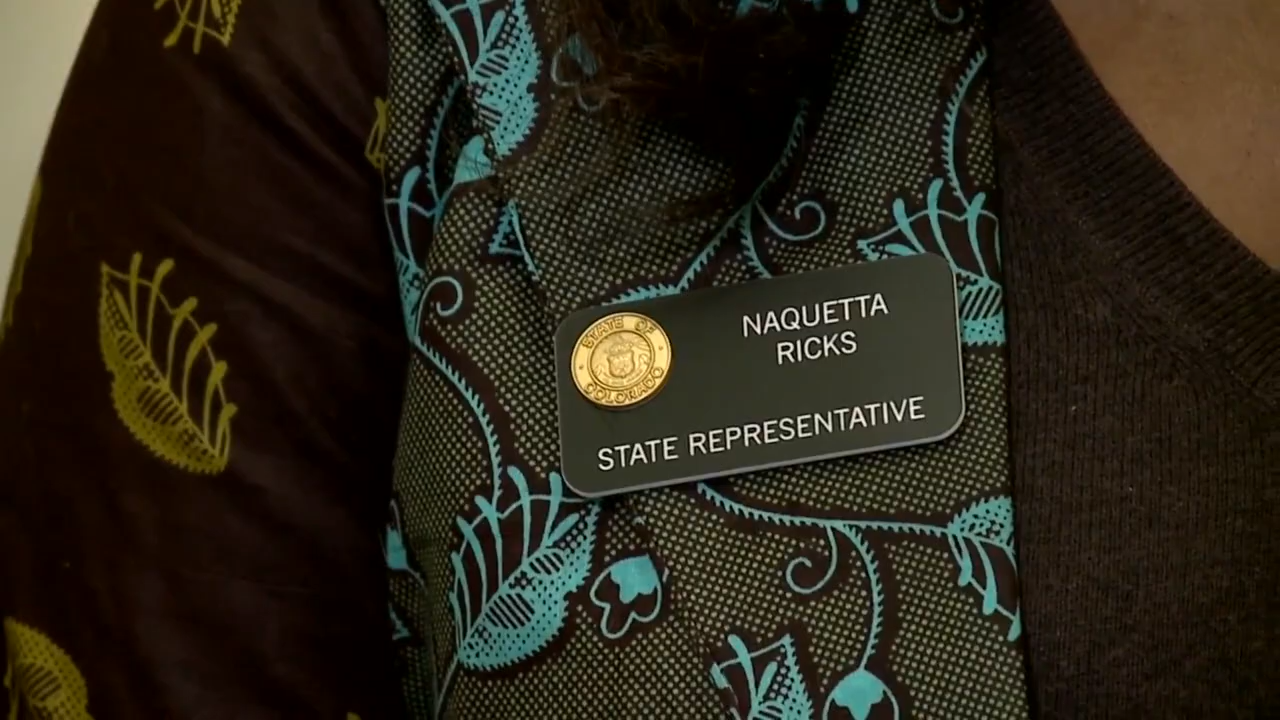 STATE OF
COLORADO
NAQUETTA
RICKS
STATE REPRESENTATIVE